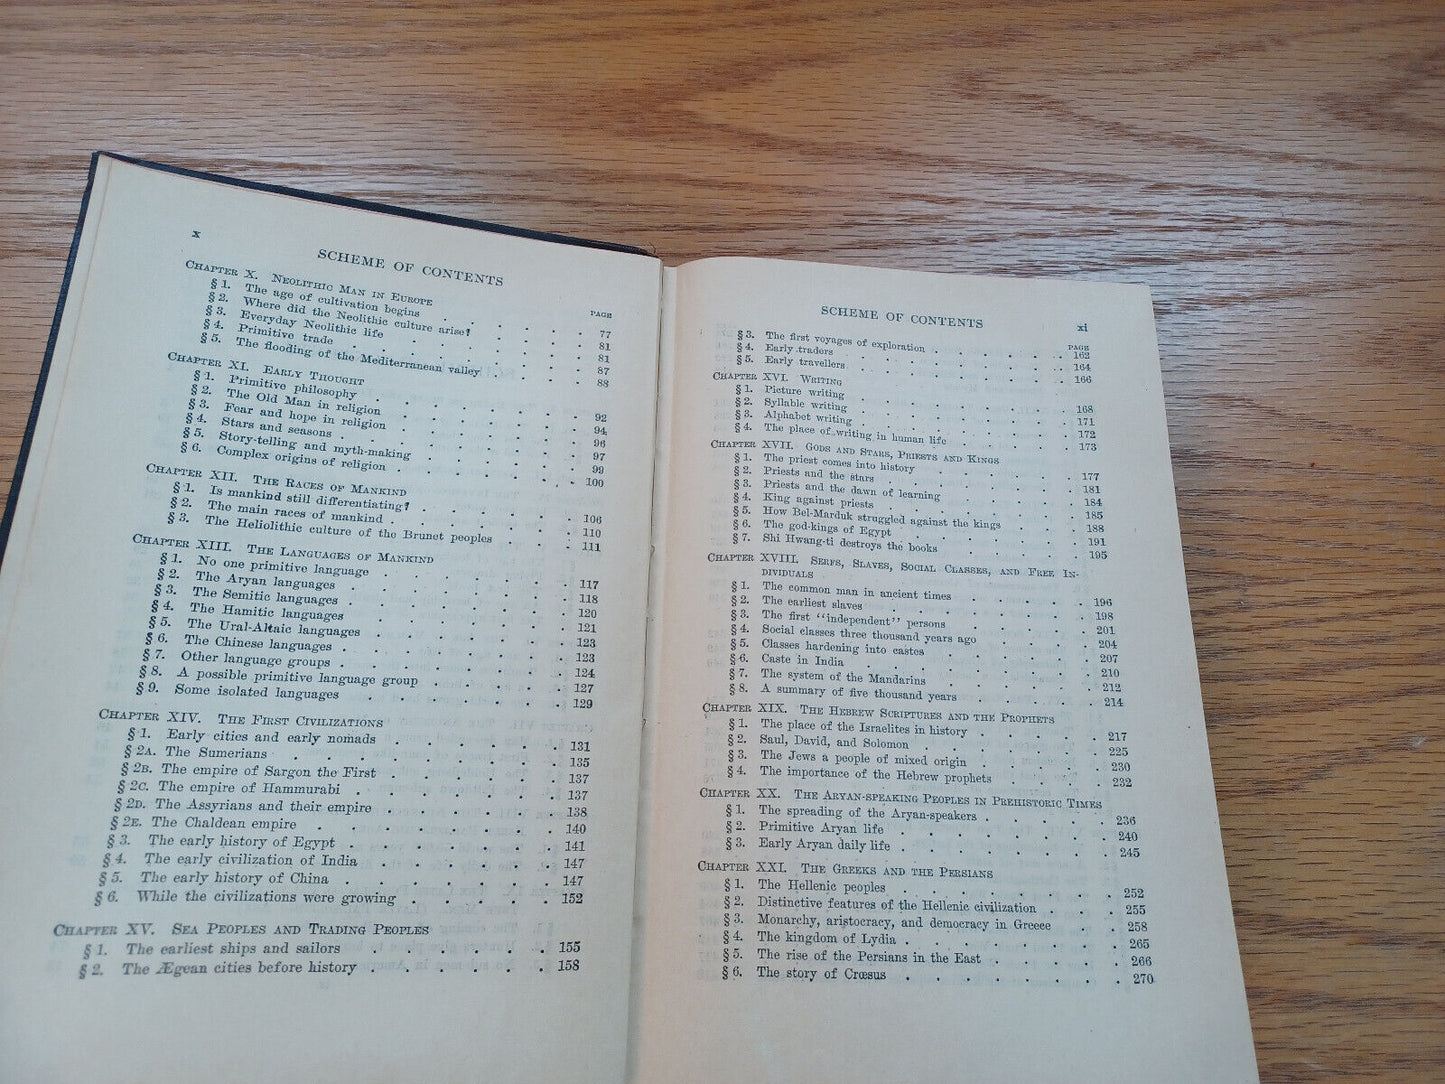 x
SCHEME OF CONTENTS
PAGE
CHAPTER X. NEOLITHIC MAN IN EUROPE
§ 1. The age of cultivation begins . . . . . . 77
§ 2. Where did the Neolithic culture arise? . . . . 81
§ 3. Everyday Neolithic life . . . . . . 81
§ 4. Primitive trade . . . . . . 87
§ 5. The flooding of the Mediterranean valley . . . . 88
CHAPTER XI. EARLY THOUGHT
§ 1. Primitive philosophy . . . . . . 92
§ 2. The Old Man in religion . . . . . . 94
§ 3. Fear and hope in religion . . . . . . 96
§ 4. Stars and seasons . . . . . . 97
§ 5. Story-telling and myth-making . . . . . 99
§ 6. Complex origins of religion . . . . . . 100
CHAPTER XII. THE RACES OF MANKIND
§ 1. Is mankind still differentiating? . . . . . 106
§ 2. The main races of mankind . . . . . . 110
§ 3. The Heliolithic culture of the Brunet peoples . . . 111
CHAPTER XIII. THE LANGUAGES OF MANKIND
§ 1. No one primitive language . . . . . . 117
§ 2. The Aryan languages . . . . . . 118
§ 3. The Semitic languages . . . . . . 120
§ 4. The Hamitic languages . . . . . . 121
§ 5. The Ural-Altaic languages . . . . . . 123
§ 6. The Chinese languages . . . . . . 123
§ 7. Other language groups . . . . . . 124
§ 8. A possible primitive language group . . . . 127
§ 9. Some isolated languages . . . . . . 129
CHAPTER XIV. THE FIRST CIVILIZATIONS
§ 1. Early cities and early nomads . . . . . 131
§ 2A. The Sumerians . . . . . . 135
§ 2B. The empire of Sargon the First . . . . . 137
§ 2C. The empire of Hammurabi . . . . . . 137
§ 2D. The Assyrians and their empire . . . . . 138
§ 2E. The Chaldean empire . . . . . . 140
§ 3. The early history of Egypt . . . . . . 141
§ 4. The early civilization of India . . . . . 147
§ 5. The early history of China . . . . . . 147
§ 6. While the civilizations were growing . . . . 152
CHAPTER XV. SEA PEOPLES AND TRADING PEOPLES
§ 1. The earliest ships and sailors . . . . . 155
§ 2. The Ægean cities before history . . . . . 158
SCHEME OF CONTENTS
xi
PAGE
§ 3. The first voyages of exploration . . . . . 162
§ 4. Early traders . . . . . . 164
§ 5. Early travellers . . . . . . 166
CHAPTER XVI. WRITING
§ 1. Picture writing . . . . . . 168
§ 2. Syllable writing . . . . . . 171
§ 3. Alphabet writing . . . . . . 172
§ 4. The place of writing in human life . . . . 173
CHAPTER XVII. GODS AND STARS, PRIESTS AND KINGS
§ 1. The priest comes into history . . . . . 177
§ 2. Priests and the stars . . . . . . 181
§ 3. Priests and the dawn of learning . . . . . 184
§ 4. King against priests . . . . . . 185
§ 5. How Bel-Marduk struggled against the kings . . . 188
§ 6. The god-kings of Egypt . . . . . . 191
§ 7. Shi Hwang-ti destroys the books . . . . . 195
CHAPTER XVIII. SERFS, SLAVES, SOCIAL CLASSES, AND FREE IN-
DIVIDUALS
§ 1. The common man in ancient times . . . . . 196
§ 2. The earliest slaves . . . . . . 198
§ 3. The first "independent" persons . . . . . 201
§ 4. Social classes three thousand years ago . . . . 204
§ 5. Classes hardening into castes . . . . . 207
§ 6. Caste in India . . . . . . 210
§ 7. The system of the Mandarins . . . . . . 212
§ 8. A summary of five thousand years . . . . . 214
CHAPTER XIX. THE HEBREW SCRIPTURES AND THE PROPHETS
§ 1. The place of the Israelites in history . . . . 217
§ 2. Saul, David, and Solomon . . . . . . 225
§ 3. The Jews a people of mixed origin . . . . . 230
§ 4. The importance of the Hebrew prophets . . . . 232
CHAPTER XX. THE ARYAN-SPEAKING PEOPLES IN PREHISTORIC TIMES
§ 1. The spreading of the Aryan-speakers . . . . . 236
§ 2. Primitive Aryan life . . . . . . 240
§ 3. Early Aryan daily life . . . . . . 245
CHAPTER XXI. THE GREEKS AND THE PERSIANS
§ 1. The Hellenic peoples . . . . . . 252
§ 2. Distinctive features of the Hellenic civilization . . . 255
§ 3. Monarchy, aristocracy, and democracy in Greece . . . 258
§ 4. The kingdom of Lydia . . . . . . 265
§ 5. The rise of the Persians in the East . . . . 266
§ 6. The story of Crœsus . . . . . . 270